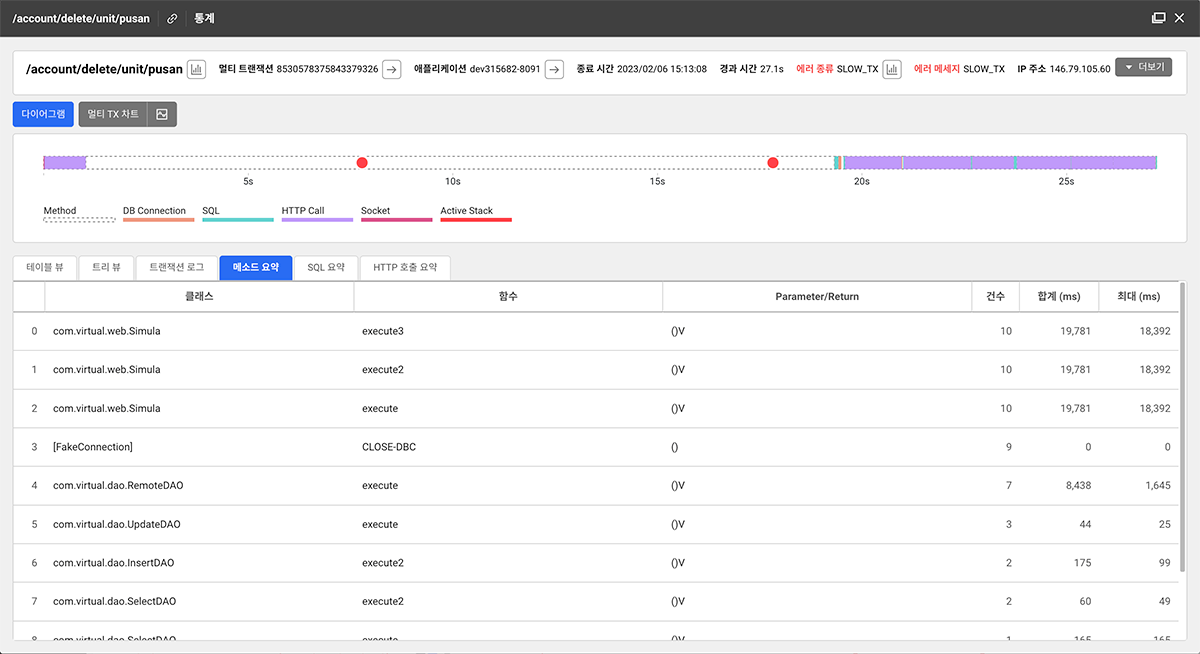 /account/delete/unit/pusan 통계
/account/delete/unit/pusan 멀티 트랜잭션 8530578375843379326 애플리케이션 dev315682-8091 종료 시간 2023/02/06 15:13:08 경과 시간 27.1s 에러 종류 SLOW_TX 에러 메세지 SLOW_TX IP 주소 146.79.105.60 더보기
다이어그램 멀티 TX 차트
5s 10s 15s 20s 25s
Method DB Connection SQL HTTP Call Socket Active Stack
테이블 뷰 트리 뷰 트랜잭션 로그 메소드 요약 SQL 요약 HTTP 호출 요약
클래스 함수 Parameter/Return 건수 합계 (ms) 최대 (ms)
0 com.virtual.web.Simula execute3 ()V 10 19,781 18,392
1 com.virtual.web.Simula execute2 ()V 10 19,781 18,392
2 com.virtual.web.Simula execute ()V 10 19,781 18,392
3 [FakeConnection] CLOSE-DBC () 9 0 0
4 com.virtual.dao.RemoteDAO execute ()V 7 8,438 1,645
5 com.virtual.dao.UpdateDAO execute ()V 3 44 25
6 com.virtual.dao.InsertDAO execute2 ()V 2 175 99
7 com.virtual.dao.SelectDAO execute2 ()V 2 60 49
8 com.virtual.dao.SelectDAO execute ()V 1 165 165